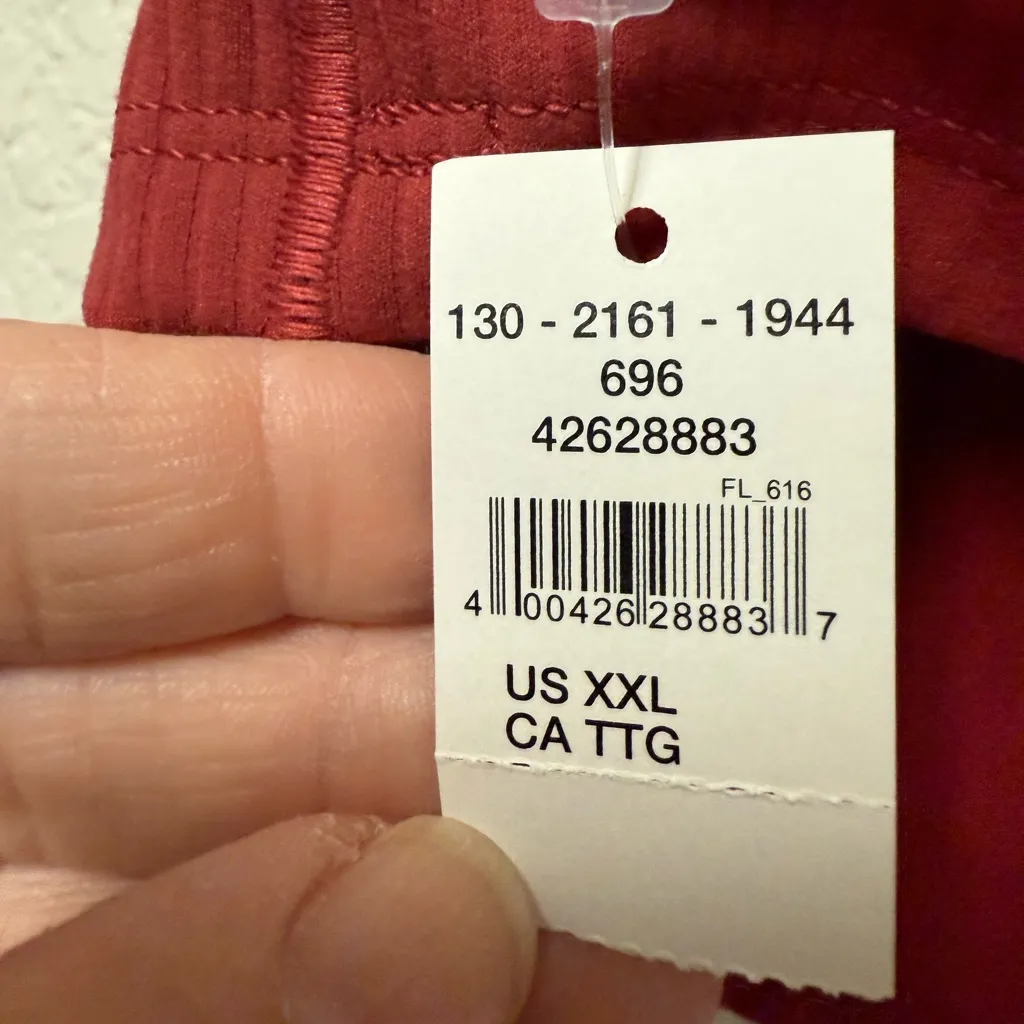 130 - 2161 - 1944
696
42628883
FL_616
4 00426 28883 7
US XXL
CA TTG